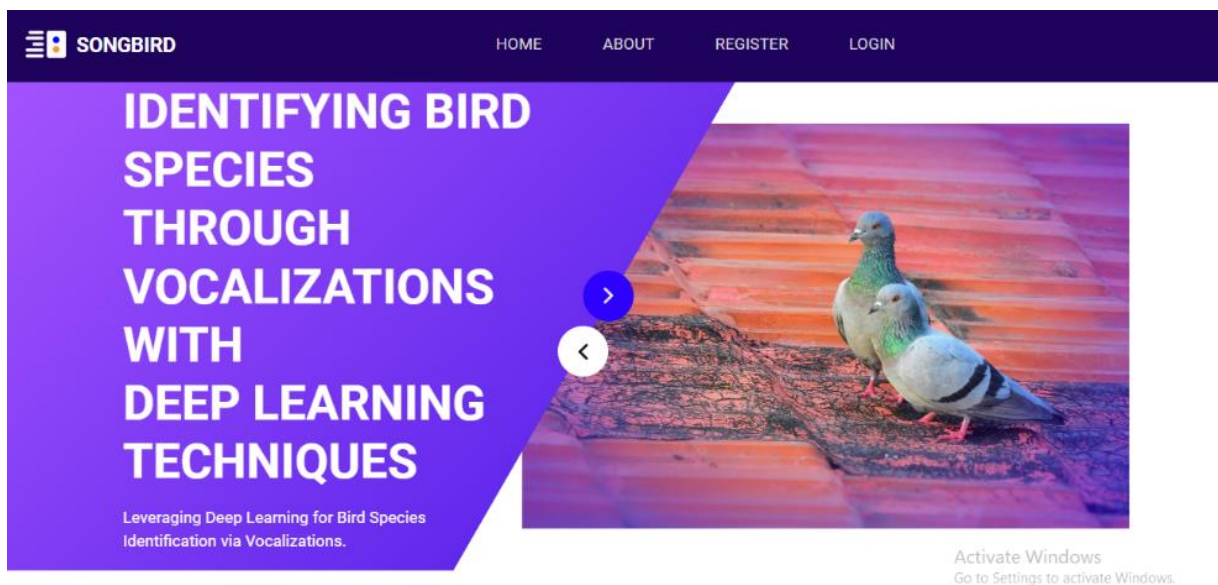 SONGBIRD
HOME ABOUT REGISTER LOGIN
IDENTIFYING BIRD
SPECIES
THROUGH
VOCALIZATIONS
WITH
DEEP LEARNING
TECHNIQUES
Leveraging Deep Learning for Bird Species
Identification via Vocalizations.
Activate Windows
Go to Settings to activate Windows.